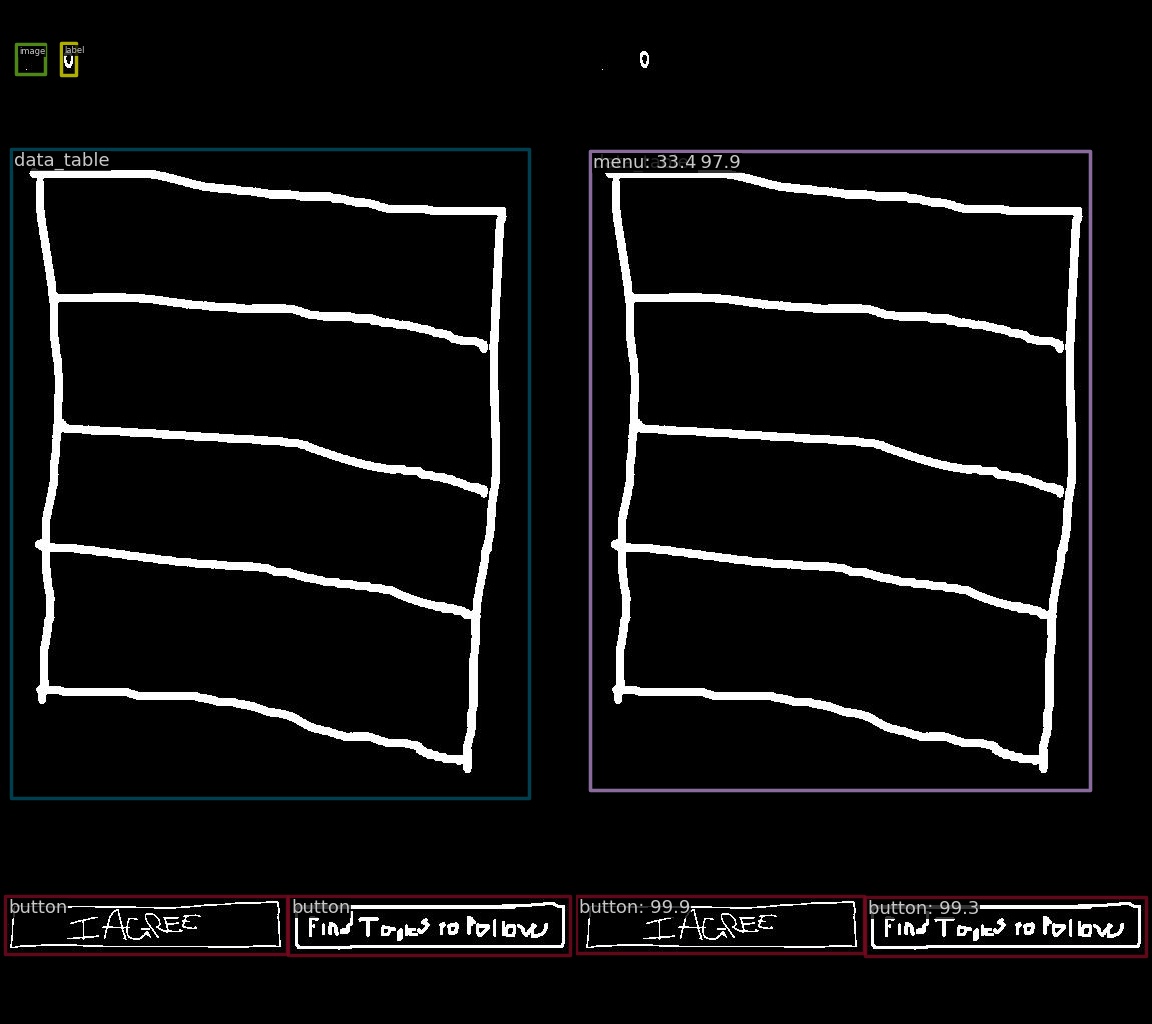 image label 0 0
data_table menu: 33.4 97.9
button button button: 99.9 button: 99.3
I AGREE Find Topics to Follow I AGREE Find Topics to Follow